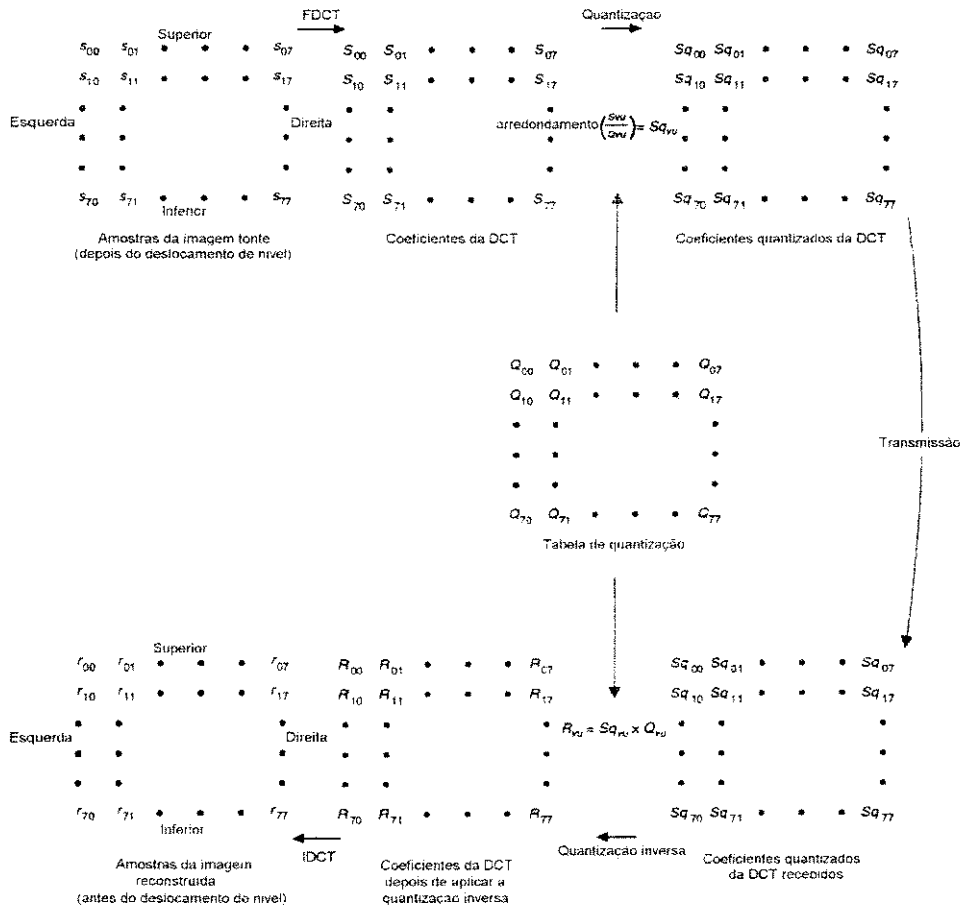 FDCT Quantização
s00 s01 • • • s07 S00 S01 • • • S07 Sq00 Sq01 • • • Sq07
Superior
s10 s11 • • • s17 S10 S11 • • • S17 Sq10 Sq11 • • • Sq17
Esquerda Direita arredondamento (Svu/Qvu) = Sqvu
s70 s71 • • • s77 S70 S71 • • • S77 Sq70 Sq71 • • • Sq77
Inferior
Amostras da imagem fonte
(depois do deslocamento de nível)
Coeficientes da DCT
Coeficientes quantizados da DCT
Q00 Q01 • • • Q07
Q10 Q11 • • • Q17
Transmissão
Q70 Q71 • • • Q77
Tabela de quantização
Superior
r00 r01 • • • r07 R00 R01 • • • R07 Sq00 Sq01 • • • Sq07
r10 r11 • • • r17 R10 R11 • • • R17 Sq10 Sq11 • • • Sq17
Esquerda Direita Rvu = Sqvu x Qvu
r70 r71 • • • r77 R70 R71 • • • R77 Sq70 Sq71 • • • Sq77
Inferior
IDCT Quantização inversa
Amostras da imagem
reconstruída
(antes do deslocamento de nível)
Coeficientes da DCT
depois de aplicar a
quantização inversa
Coeficientes quantizados
da DCT recebidos